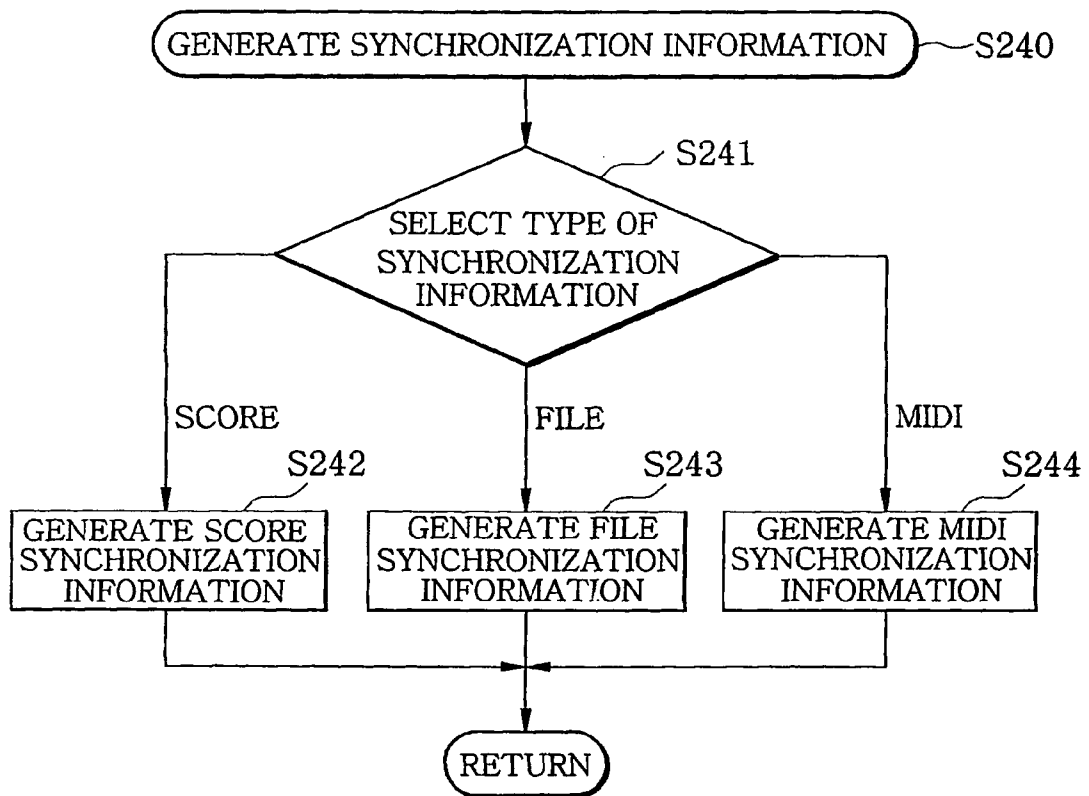 GENERATE SYNCHRONIZATION INFORMATION
S240
S241
SELECT TYPE OF
SYNCHRONIZATION
INFORMATION
SCORE
FILE
MIDI
S242
S243
S244
GENERATE SCORE
SYNCHRONIZATION
INFORMATION
GENERATE FILE
SYNCHRONIZATION
INFORMATION
GENERATE MIDI
SYNCHRONIZATION
INFORMATION
RETURN